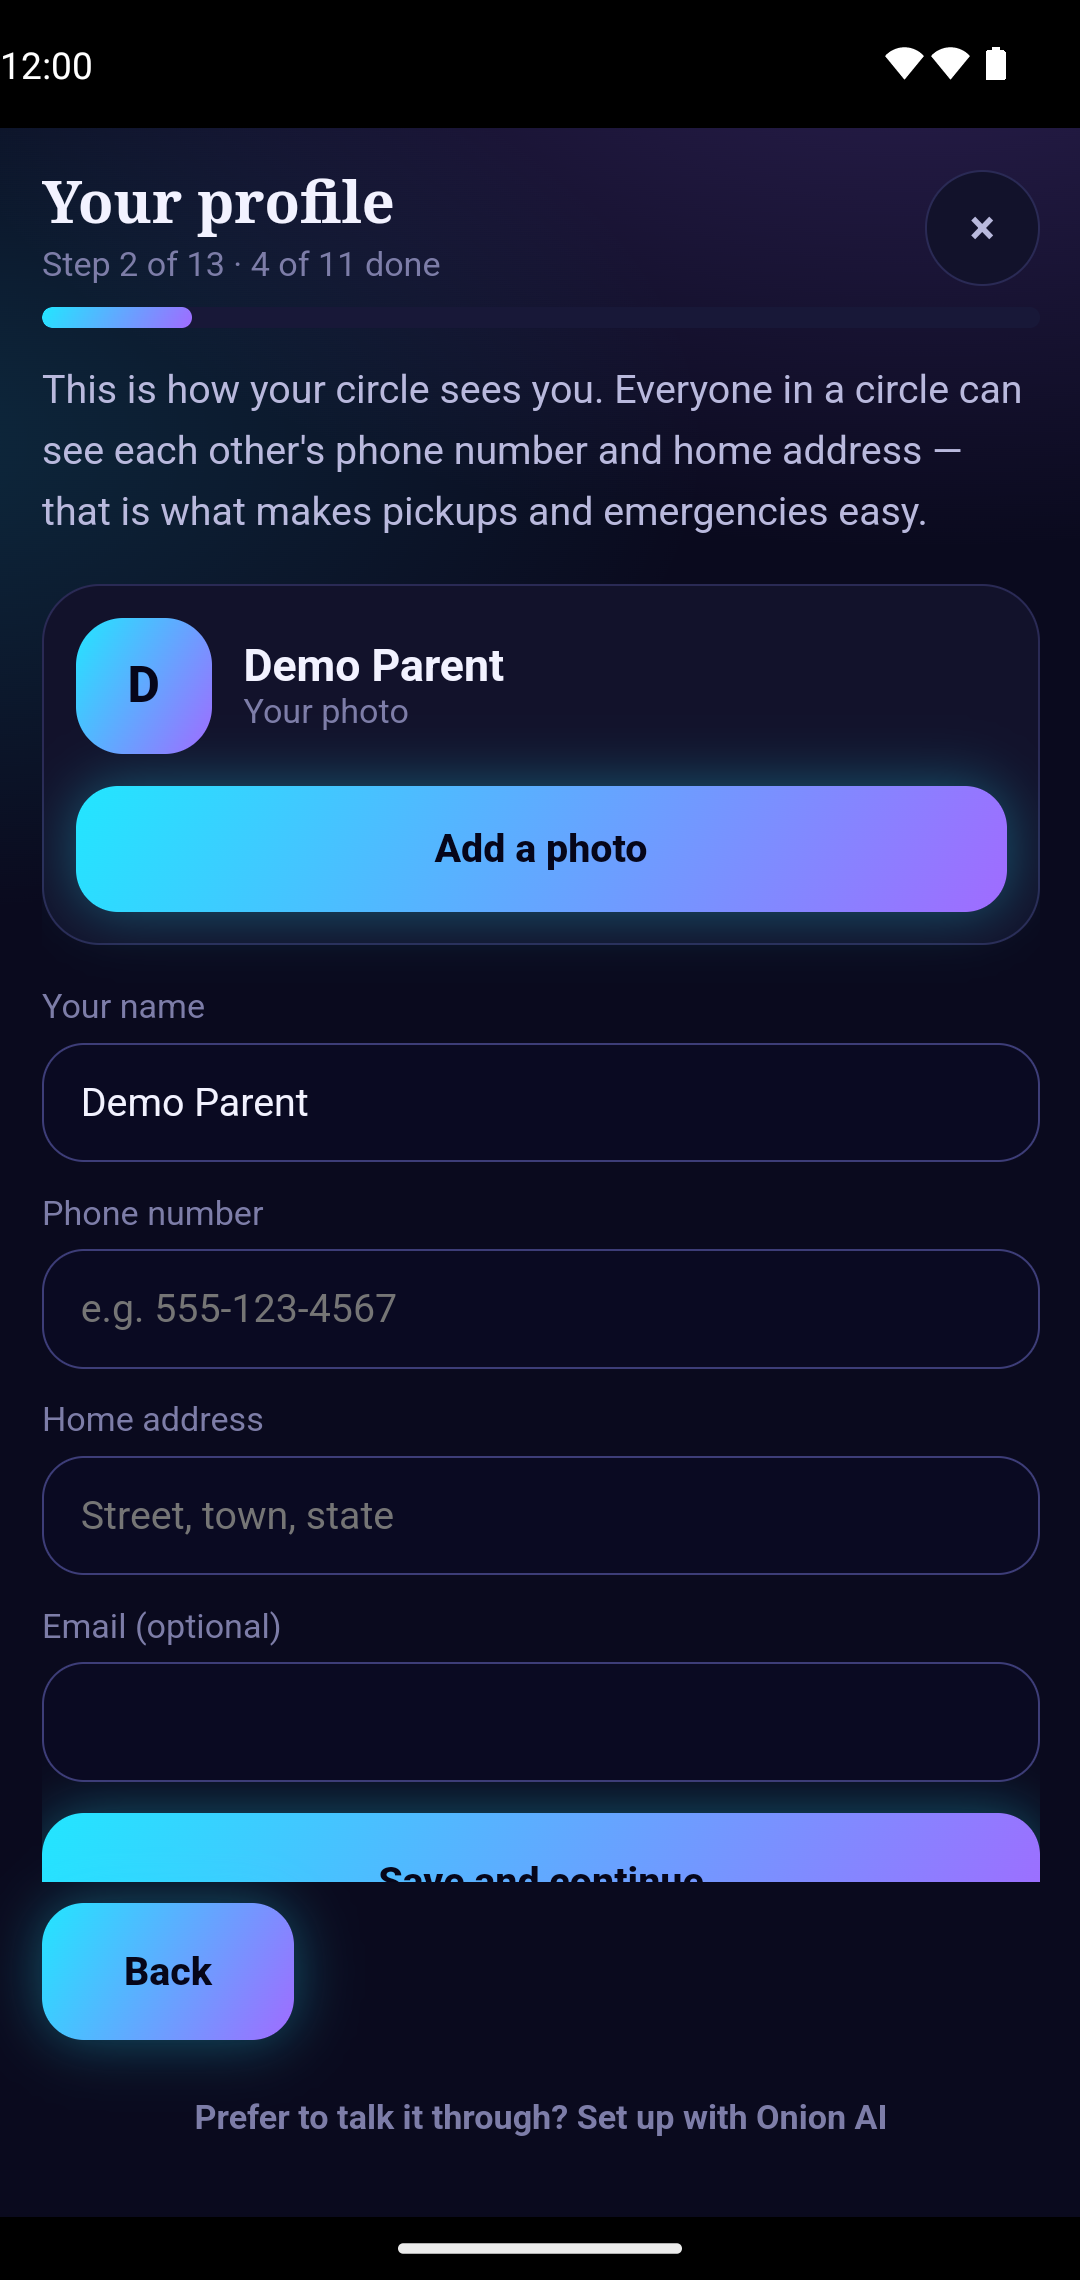 12:00
Your profile
×
Step 2 of 13 · 4 of 11 done
This is how your circle sees you. Everyone in a circle can
see each other's phone number and home address —
that is what makes pickups and emergencies easy.
D
Demo Parent
Your photo
Add a photo
Your name
Demo Parent
Phone number
e.g. 555-123-4567
Home address
Street, town, state
Email (optional)
Save and continue
Back
Prefer to talk it through? Set up with Onion AI